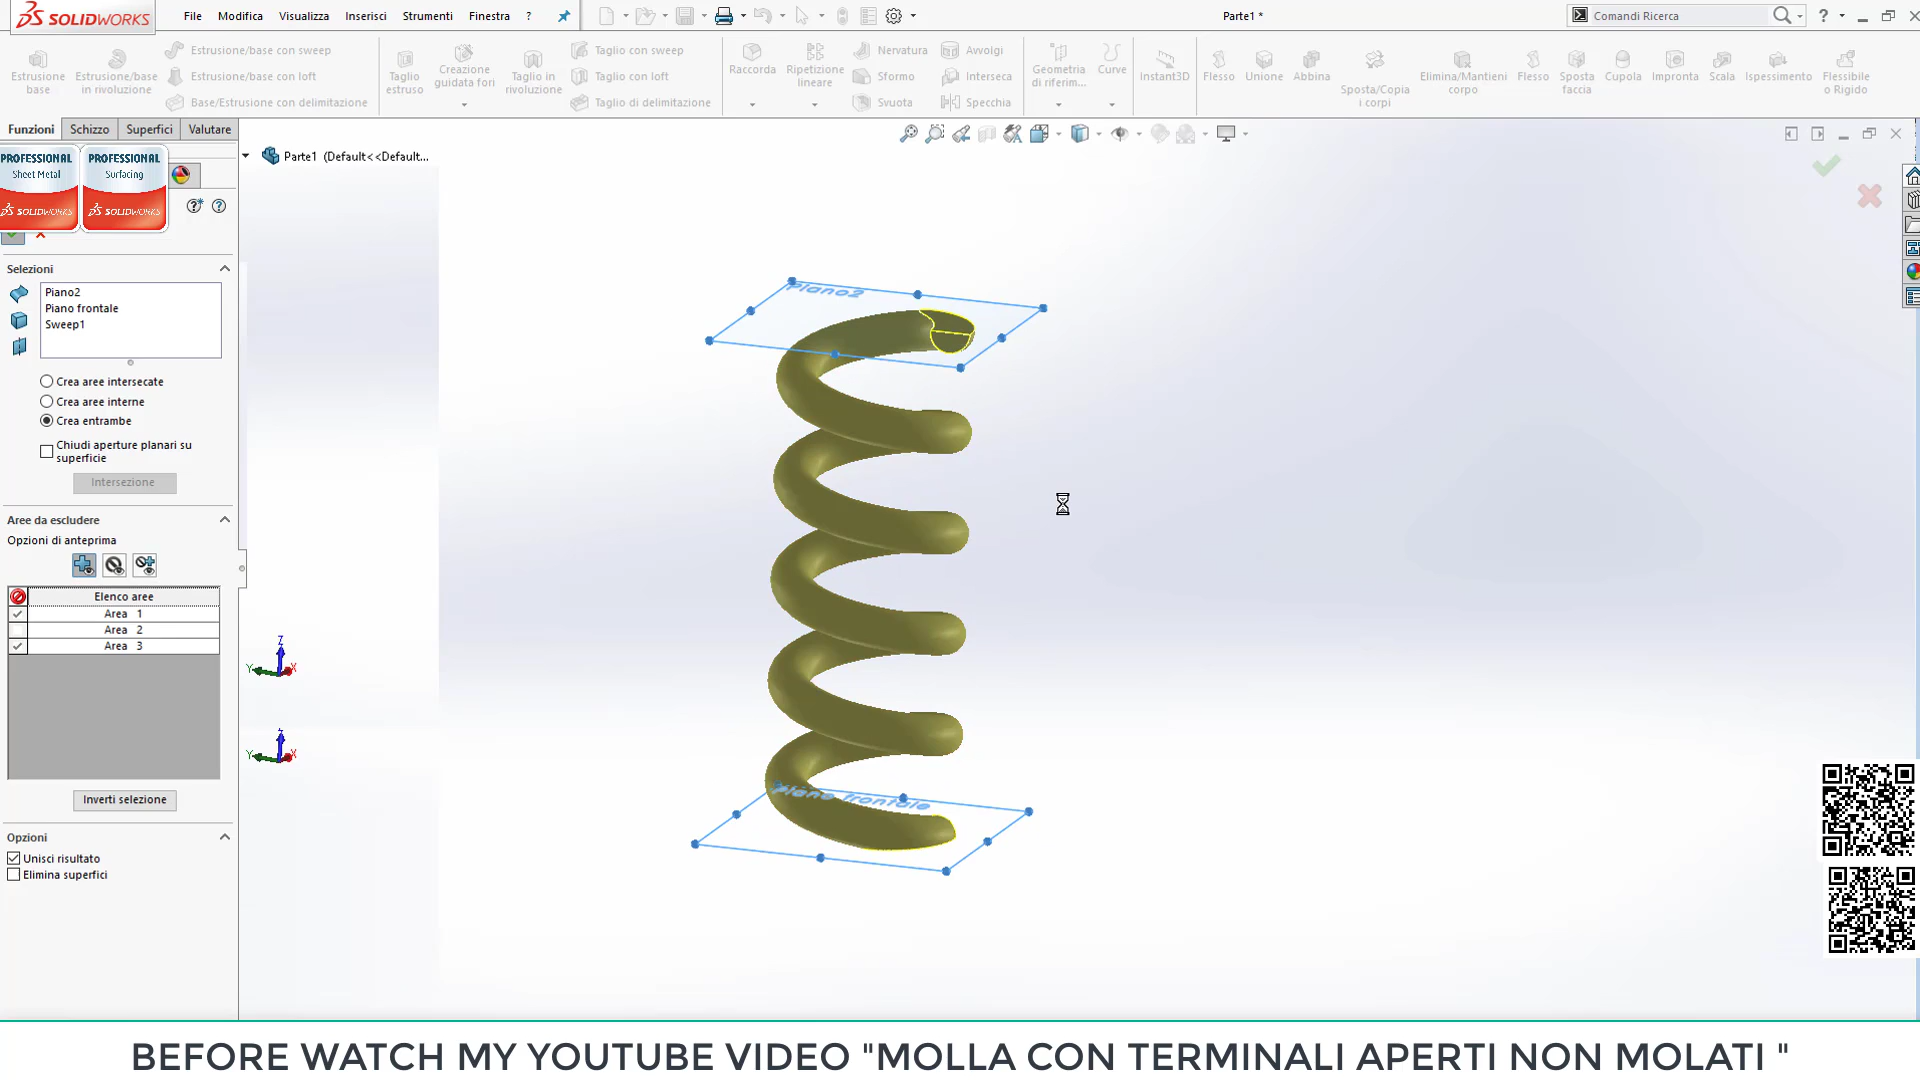 SOLIDWORKS
File Modifica Visualizza Inserisci Strumenti Finestra ?
Parte1 *
Comandi Ricerca
?
Estrusione base
Estrusione/base in rivoluzione
Estrusione/base con sweep
Estrusione/base con loft
Base/Estrusione con delimitazione
Taglio estruso
Creazione guidata fori
Taglio in rivoluzione
Taglio con sweep
Taglio con loft
Taglio di delimitazione
Raccorda
Ripetizione lineare
Nervatura
Sformo
Svuota
Avvolgi
Interseca
Specchia
Geometria di riferim...
Curve
Instant3D
Flesso
Unione
Abbina
Sposta/Copia i corpi
Elimina/Mantieni corpo
Flesso
Sposta faccia
Cupola
Impronta
Scala
Ispessimento
Flessibile o Rigido
Funzioni Schizzo Superfici Valutare
PROFESSIONAL
Sheet Metal
SOLIDWORKS
PROFESSIONAL
Surfacing
SOLIDWORKS
Parte1 (Default<<Default...
Selezioni
Piano2
Piano frontale
Sweep1
Crea aree intersecate
Crea aree interne
Crea entrambe
Chiudi aperture planari su
superficie
Intersezione
Aree da escludere
Opzioni di anteprima
Elenco aree
Area 1
Area 2
Area 3
Inverti selezione
Opzioni
Unisci risultato
Elimina superfici
Z
Y X
Z
Y X
Piano2
Piano frontale
BEFORE WATCH MY YOUTUBE VIDEO "MOLLA CON TERMINALI APERTI NON MOLATI "